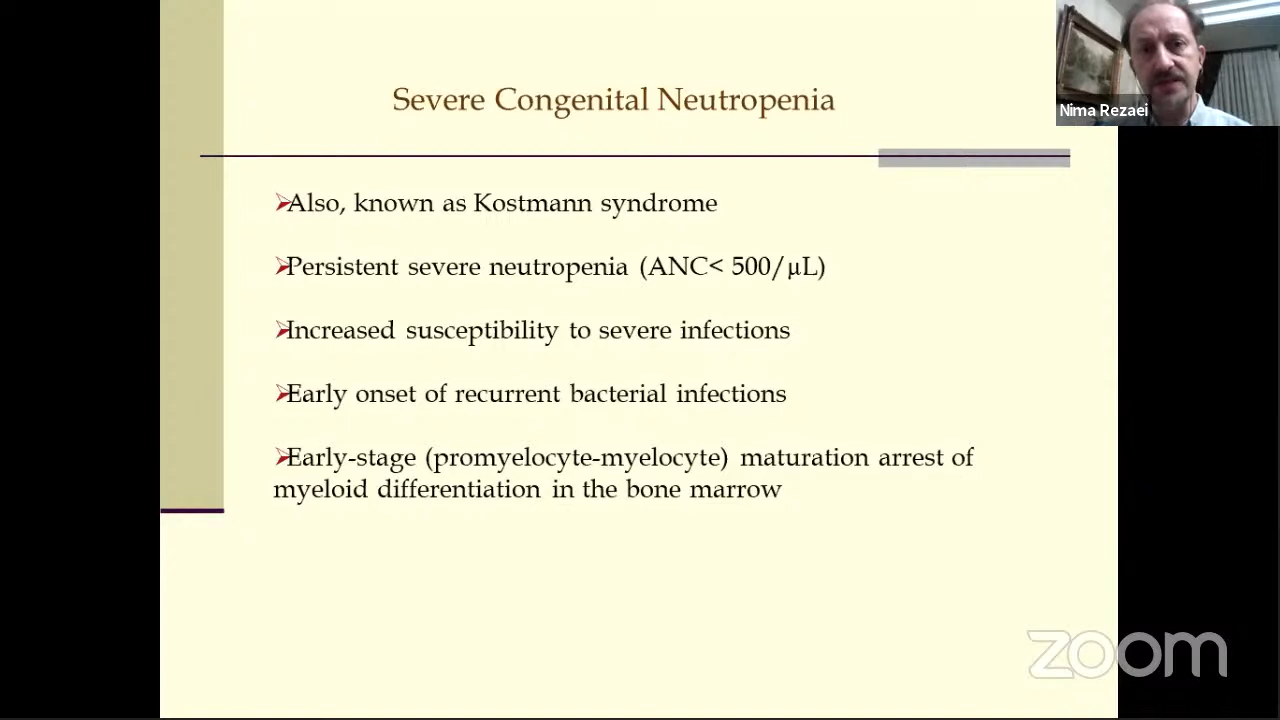 Severe Congenital Neutropenia
Nima Rezaei
Also, known as Kostmann syndrome
Persistent severe neutropenia (ANC< 500/µL)
Increased susceptibility to severe infections
Early onset of recurrent bacterial infections
Early-stage (promyelocyte-myelocyte) maturation arrest of
myeloid differentiation in the bone marrow
zoom